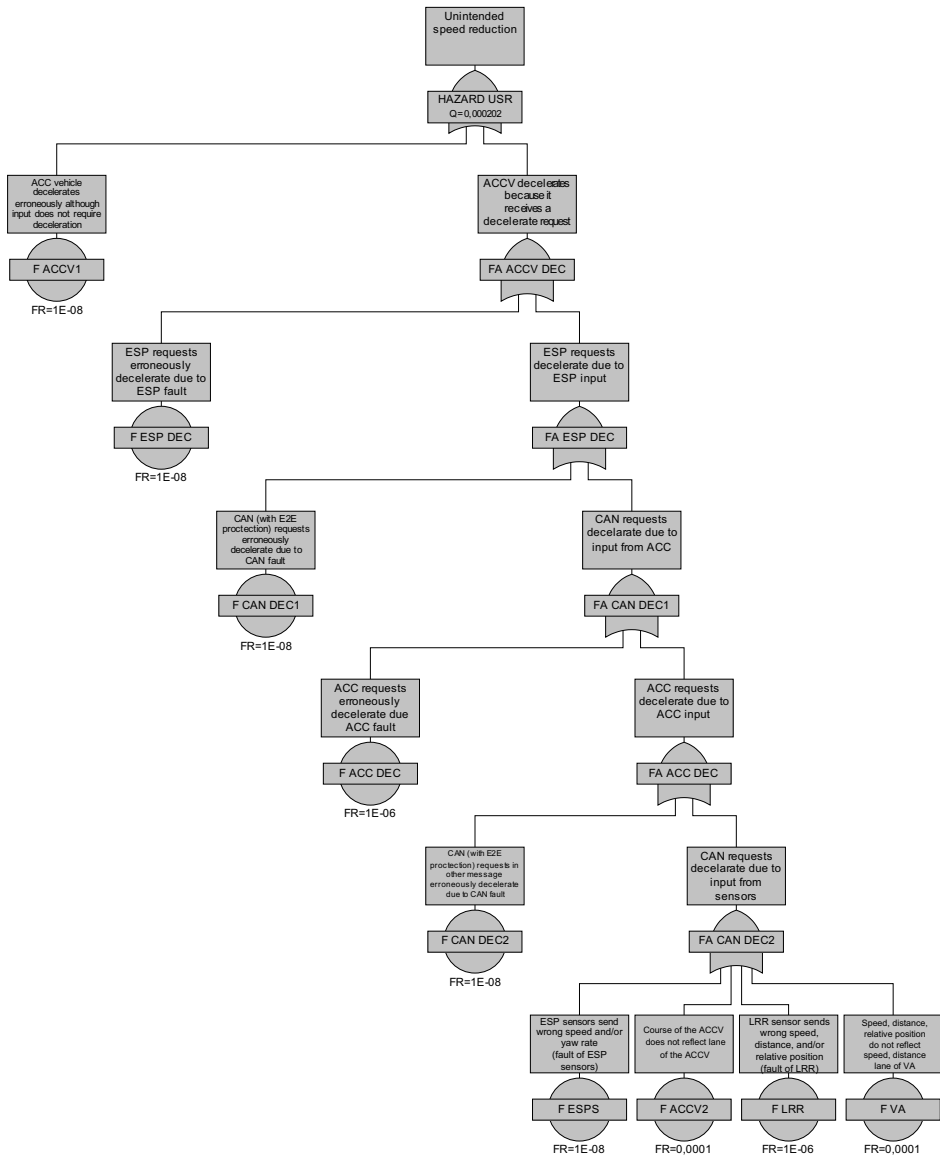 Unintended
speed reduction
HAZARD USR
Q=0,000202
ACC vehicle
decelerates
erroneously although
input does not require
deceleration
F ACCV1
FR=1E-08
ACCV decelerates
because it
receives a
decelerate request
FA ACCV DEC
ESP requests
erroneously
decelerate due to
ESP fault
F ESP DEC
FR=1E-08
ESP requests
decelerate due to
ESP input
FA ESP DEC
CAN (with E2E
proctection) requests
erroneously
decelerate due to
CAN fault
F CAN DEC1
FR=1E-08
CAN requests
decelarate due to
input from ACC
FA CAN DEC1
ACC requests
erroneously
decelerate due
ACC fault
F ACC DEC
FR=1E-06
ACC requests
decelerate due to
ACC input
FA ACC DEC
CAN (with E2E
proctection) requests in
other message
erroneously decelerate
due to CAN fault
F CAN DEC2
FR=1E-08
CAN requests
decelarate due to
input from
sensors
FA CAN DEC2
ESP sensors send
wrong speed and/or
yaw rate
(fault of ESP
sensors)
F ESPS
FR=1E-08
Course of the ACCV
does not reflect lane
of the ACCV
F ACCV2
FR=0,0001
LRR sensor sends
wrong speed,
distance, and/or
relative position
(fault of LRR)
F LRR
FR=1E-06
Speed, distance,
relative position
do not reflect
speed, distance
lane of VA
F VA
FR=0,0001